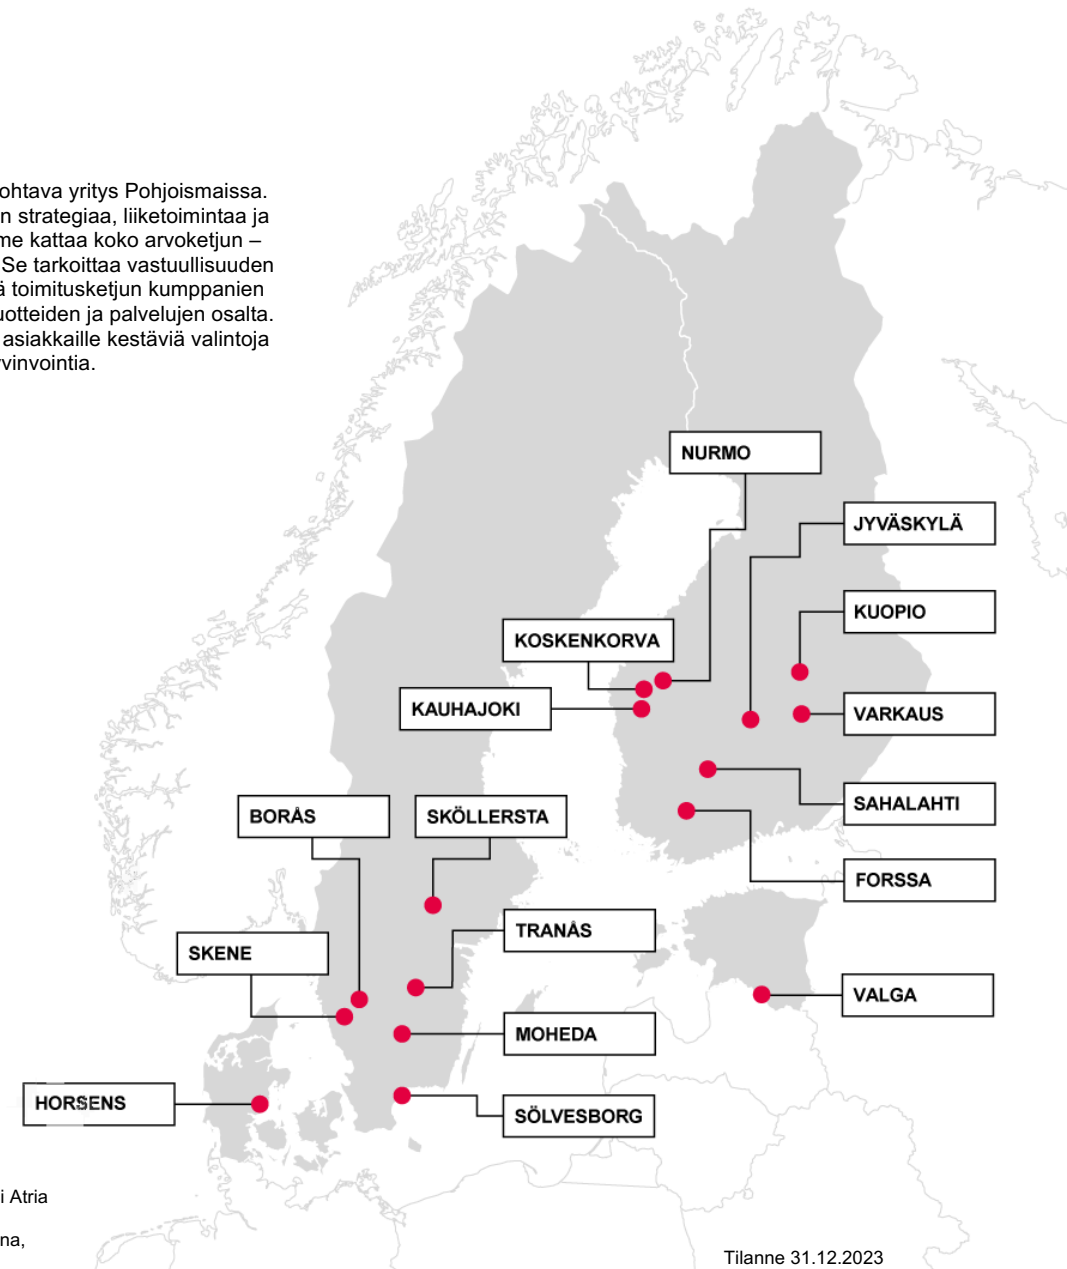 ohtava yritys Pohjoismaissa.
n strategiaa, liiketoimintaa ja
me kattaa koko arvoketjun –
Se tarkoittaa vastuullisuuden
ä toimitusketjun kumppanien
uotteiden ja palvelujen osalta.
asiakkaille kestäviä valintoja
vinvointia.
NURMO
JYVÄSKYLÄ
KUOPIO
KOSKENKORVA
KAUHAJOKI
VARKAUS
SAHALAHTI
BORÅS
SKÖLLERSTA
FORSSA
TRANÅS
SKENE
VALGA
MOHEDA
HORSENS
SÖLVESBORG
i Atria
na,
Tilanne 31.12.2023